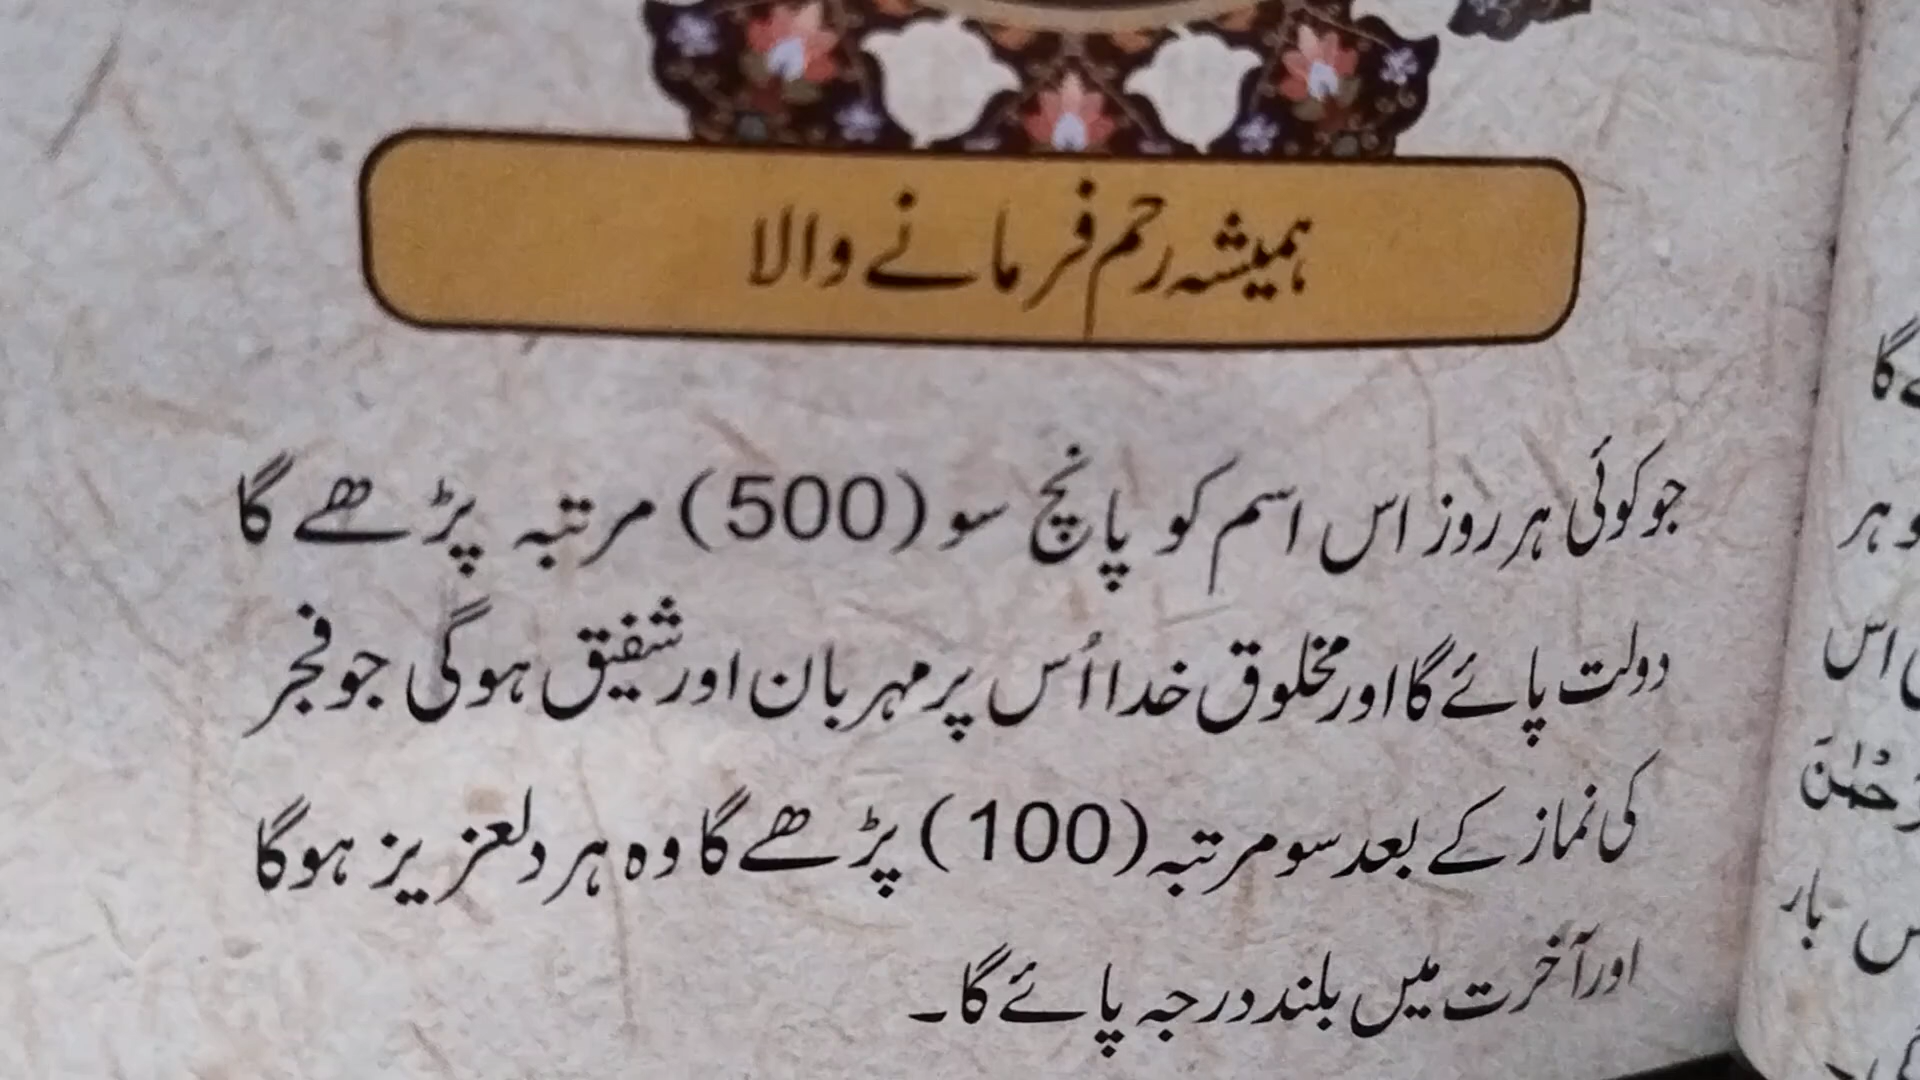 ہمیشہ رحم فرمانے والا
جو کوئی ہر روز اس اسم کو پانچ سو (500) مرتبہ پڑھے گا
دولت پائے گا اور مخلوق خدا اُس پر مہربان اور شفیق ہوگی جو فجر
کی نماز کے بعد سو مرتبہ (100) پڑھے گا وہ ہر دلعزیز ہوگا
اور آخرت میں بلند درجہ پائے گا۔